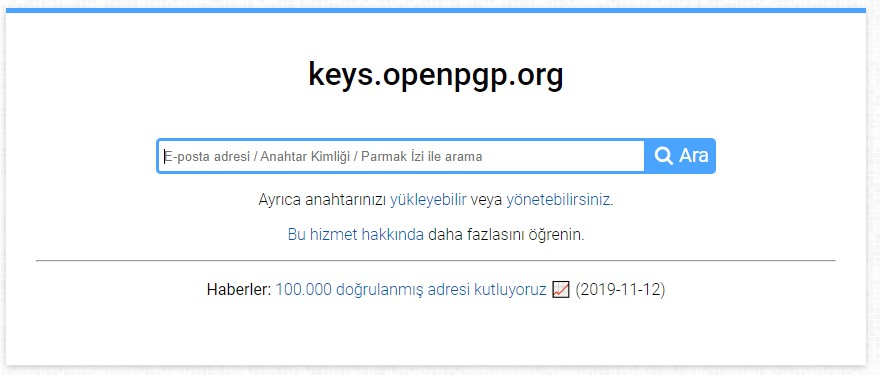 keys.openpgp.org
E-posta adresi / Anahtar Kimliği / Parmak İzi ile arama Ara
Ayrıca anahtarınızı yükleyebilir veya yönetebilirsiniz.
Bu hizmet hakkında daha fazlasını öğrenin.
Haberler: 100.000 doğrulanmış adresi kutluyoruz 📈 (2019-11-12)